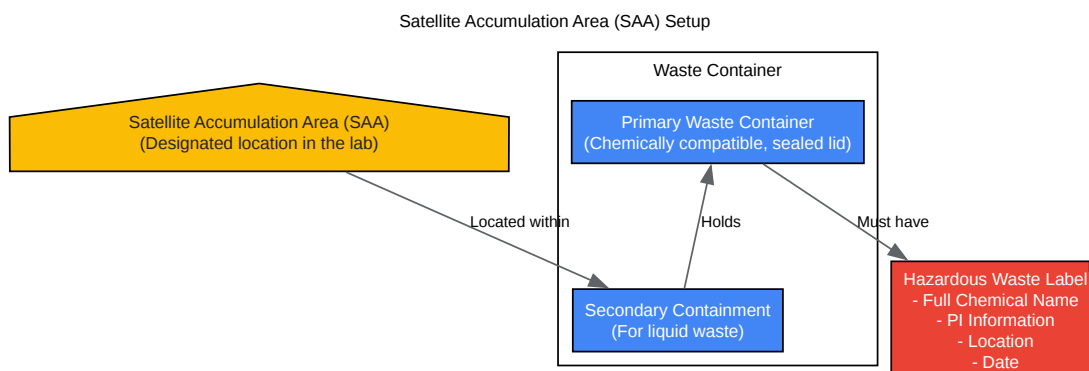 Satellite Accumulation Area (SAA) Setup
Waste Container
Satellite Accumulation Area (SAA)
(Designated location in the lab)
Primary Waste Container
(Chemically compatible, sealed lid)
Located within
Holds
Must have
Secondary Containment
(For liquid waste)
Hazardous Waste Label
- Full Chemical Name
- PI Information
- Location
- Date